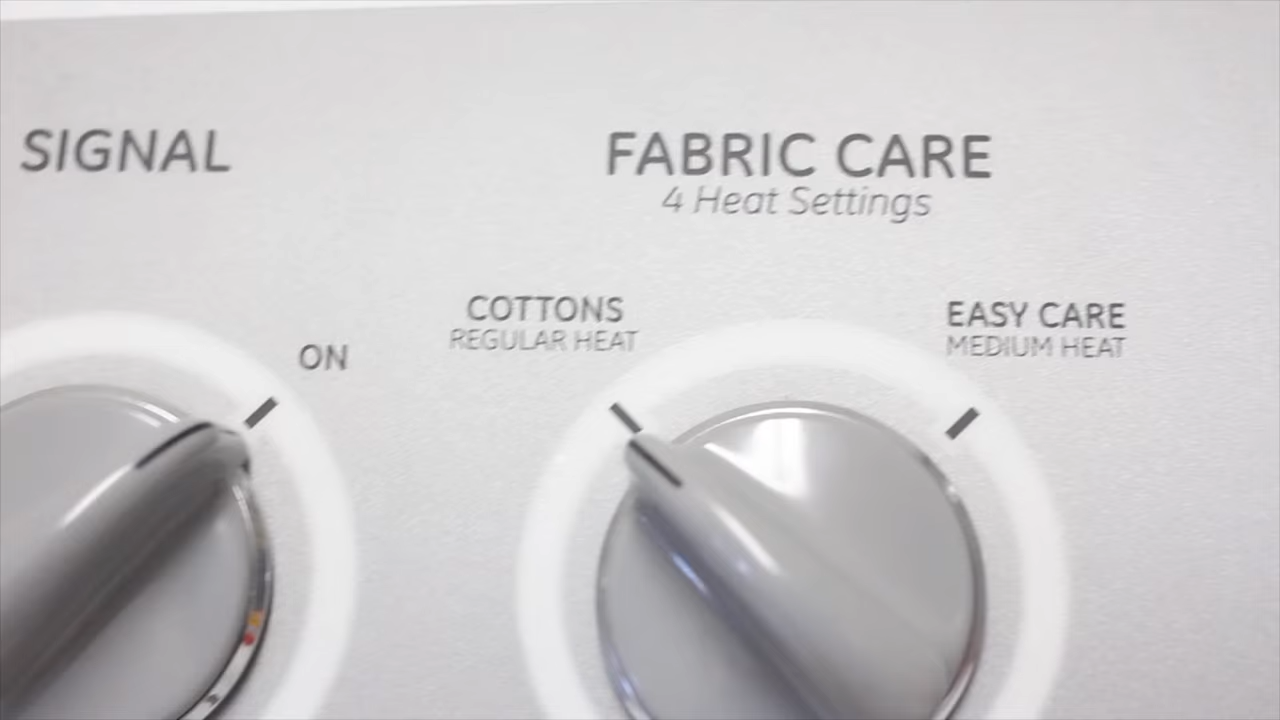 SIGNAL
FABRIC CARE
4 Heat Settings
ON
COTTONS
REGULAR HEAT
EASY CARE
MEDIUM HEAT